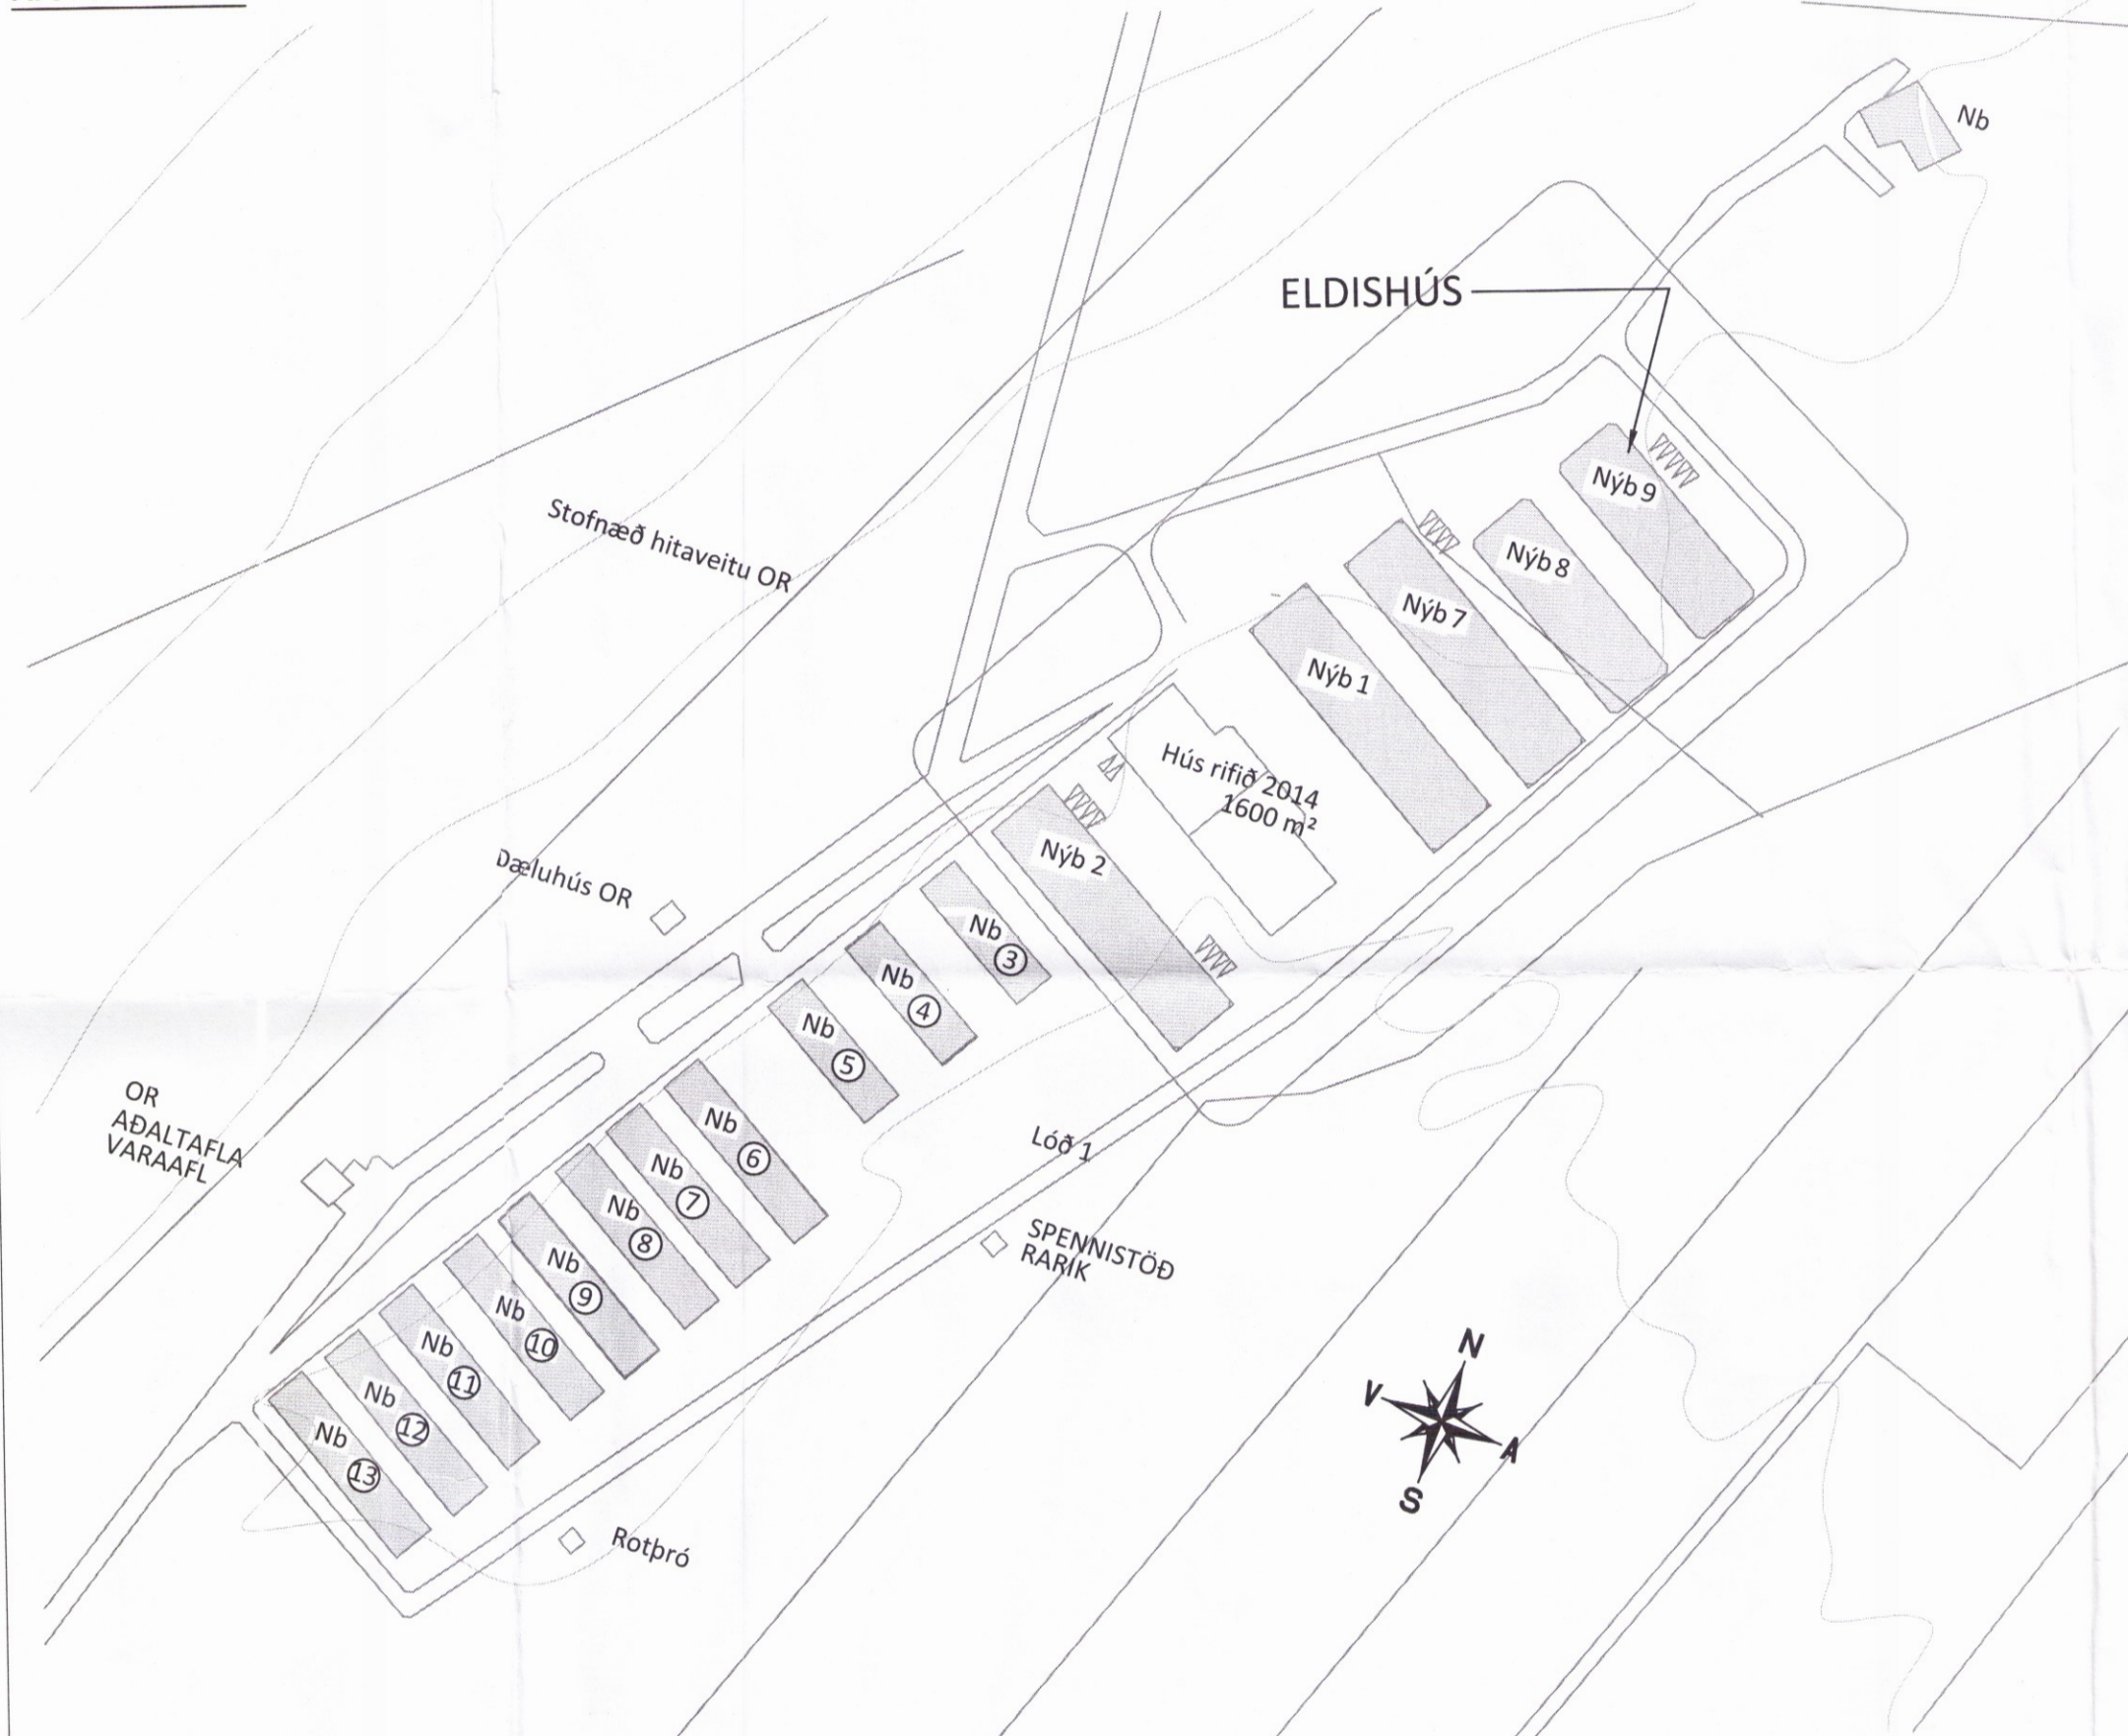 Nb
ELDISHÚS
Nýb 9
Nýb 8
Nýb 7
Nýb 1
Stofnæð hitaveitu OR
Hús rifið 2014
1600 m²
Nýb 2
Dæluhús OR
Nb
3
Nb
4
Nb
5
Nb
6
Nb
7
Nb
8
Nb
9
Nb
10
Nb
11
Nb
12
Nb
13
OR
AÐALTAFLA
VARAAFL
Lóð 1
SPENNISTÖÐ
RARIK
Rotþró
N
V
A
S